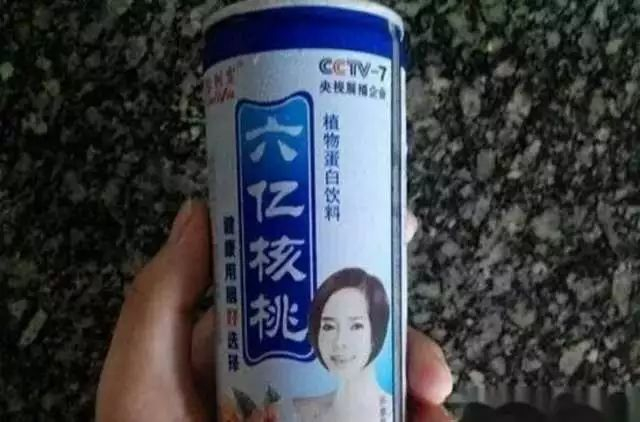 CCTV-7
央视展播企业
六亿核桃
植物蛋白饮料
健康用脑好选择